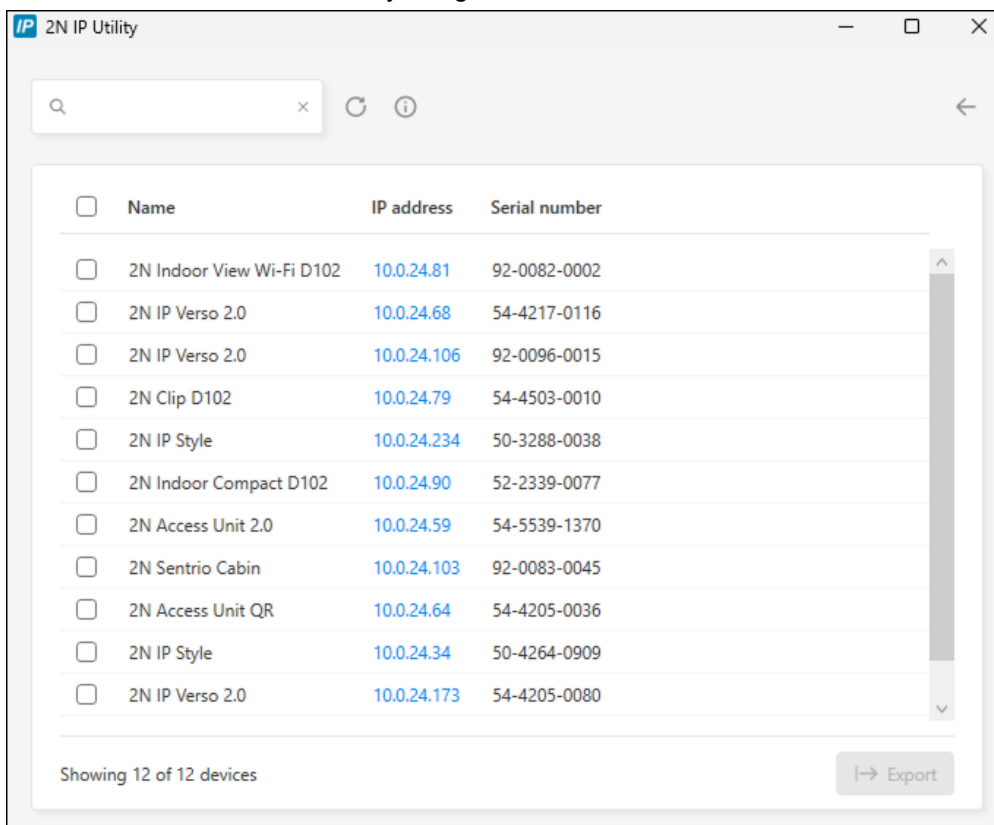 IP 2N IP Utility
Name IP address Serial number
2N Indoor View Wi-Fi D102 10.0.24.81 92-0082-0002
2N IP Verso 2.0 10.0.24.68 54-4217-0116
2N IP Verso 2.0 10.0.24.106 92-0096-0015
2N Clip D102 10.0.24.79 54-4503-0010
2N IP Style 10.0.24.234 50-3288-0038
2N Indoor Compact D102 10.0.24.90 52-2339-0077
2N Access Unit 2.0 10.0.24.59 54-5539-1370
2N Sentrio Cabin 10.0.24.103 92-0083-0045
2N Access Unit QR 10.0.24.64 54-4205-0036
2N IP Style 10.0.24.34 50-4264-0909
2N IP Verso 2.0 10.0.24.173 54-4205-0080
Showing 12 of 12 devices Export